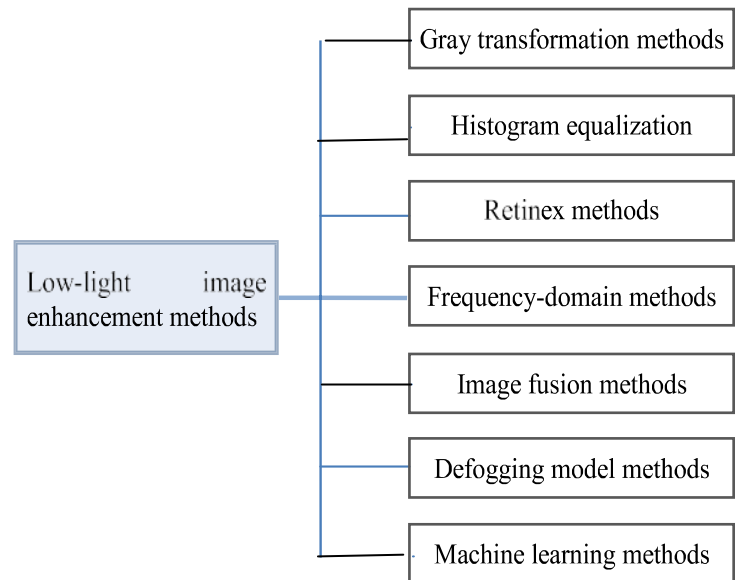 Gray transformation methods
Histogram equalization
Retinex methods
Low-light image
enhancement methods
Frequency-domain methods
Image fusion methods
Defogging model methods
Machine learning methods